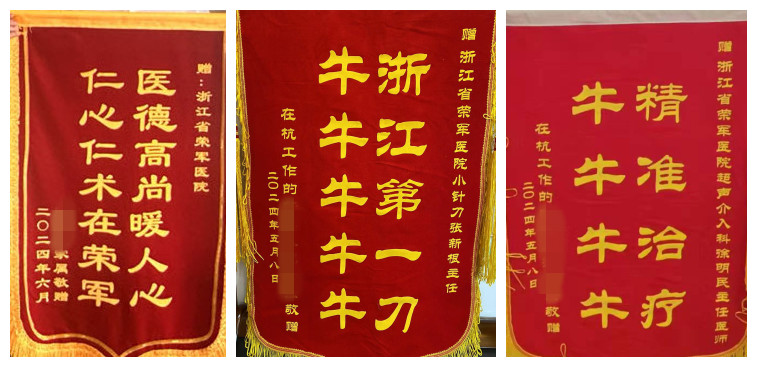 赠：浙江省荣军医院
医德高尚暖人心
仁心仁术在荣军
家属敬赠
二〇二四年六月
赠 浙江省荣军医院小针刀张新根主任
浙江第一刀
牛牛牛牛牛
在杭工作的
敬赠
二〇二四年五月八日
赠 浙江省荣军医院超声介入科徐明民主任医师
精准治疗
牛牛牛牛
在杭工作的
敬赠
二〇二四年五月八日